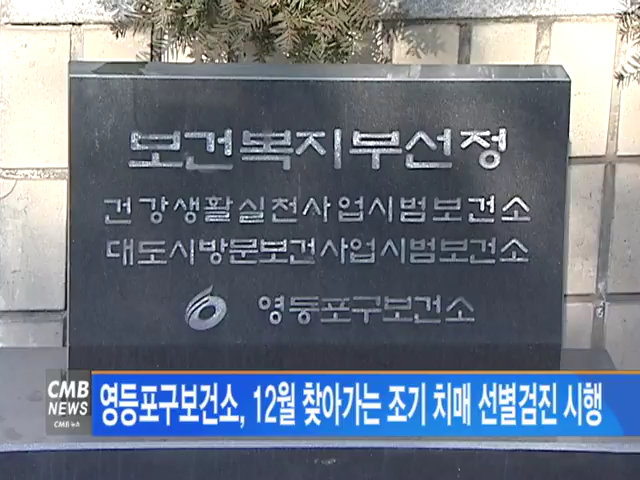 보건복지부선정
건강생활실천사업시범보건소
대도시방문보건사업시범보건소
영등포구보건소
CMB
NEWS
CMB 뉴스
영등포구보건소, 12월 찾아가는 조기 치매 선별검진 시행